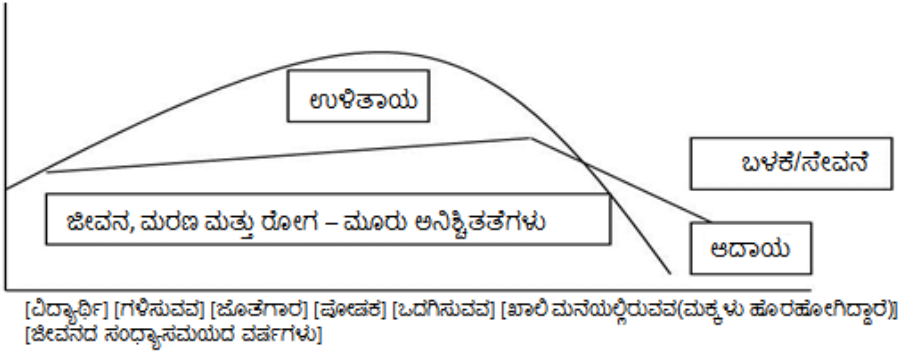 ಉಳಿತಾಯ
ಬಳಕೆ/ಸೇವನೆ
ಜೀವನ, ಮರಣ ಮತ್ತು ರೋಗ – ಮೂರು ಅನಿಶ್ಚಿತತೆಗಳು
ಆದಾಯ
[ವಿದ್ಯಾರ್ಥಿ] [ಗಳಿಸುವವ] [ಜೊತೆಗಾರ] [ಪೋಷಕ] [ಒದಗಿಸುವವ] [ಖಾಲಿ ಮನೆಯಲ್ಲಿರುವವ(ಮಕ್ಕಳು ಹೊರಹೋಗಿದ್ದಾರೆ)]
[ಜೀವನದ ಸಂಧ್ಯಾಸಮಯದ ವರ್ಷಗಳು]